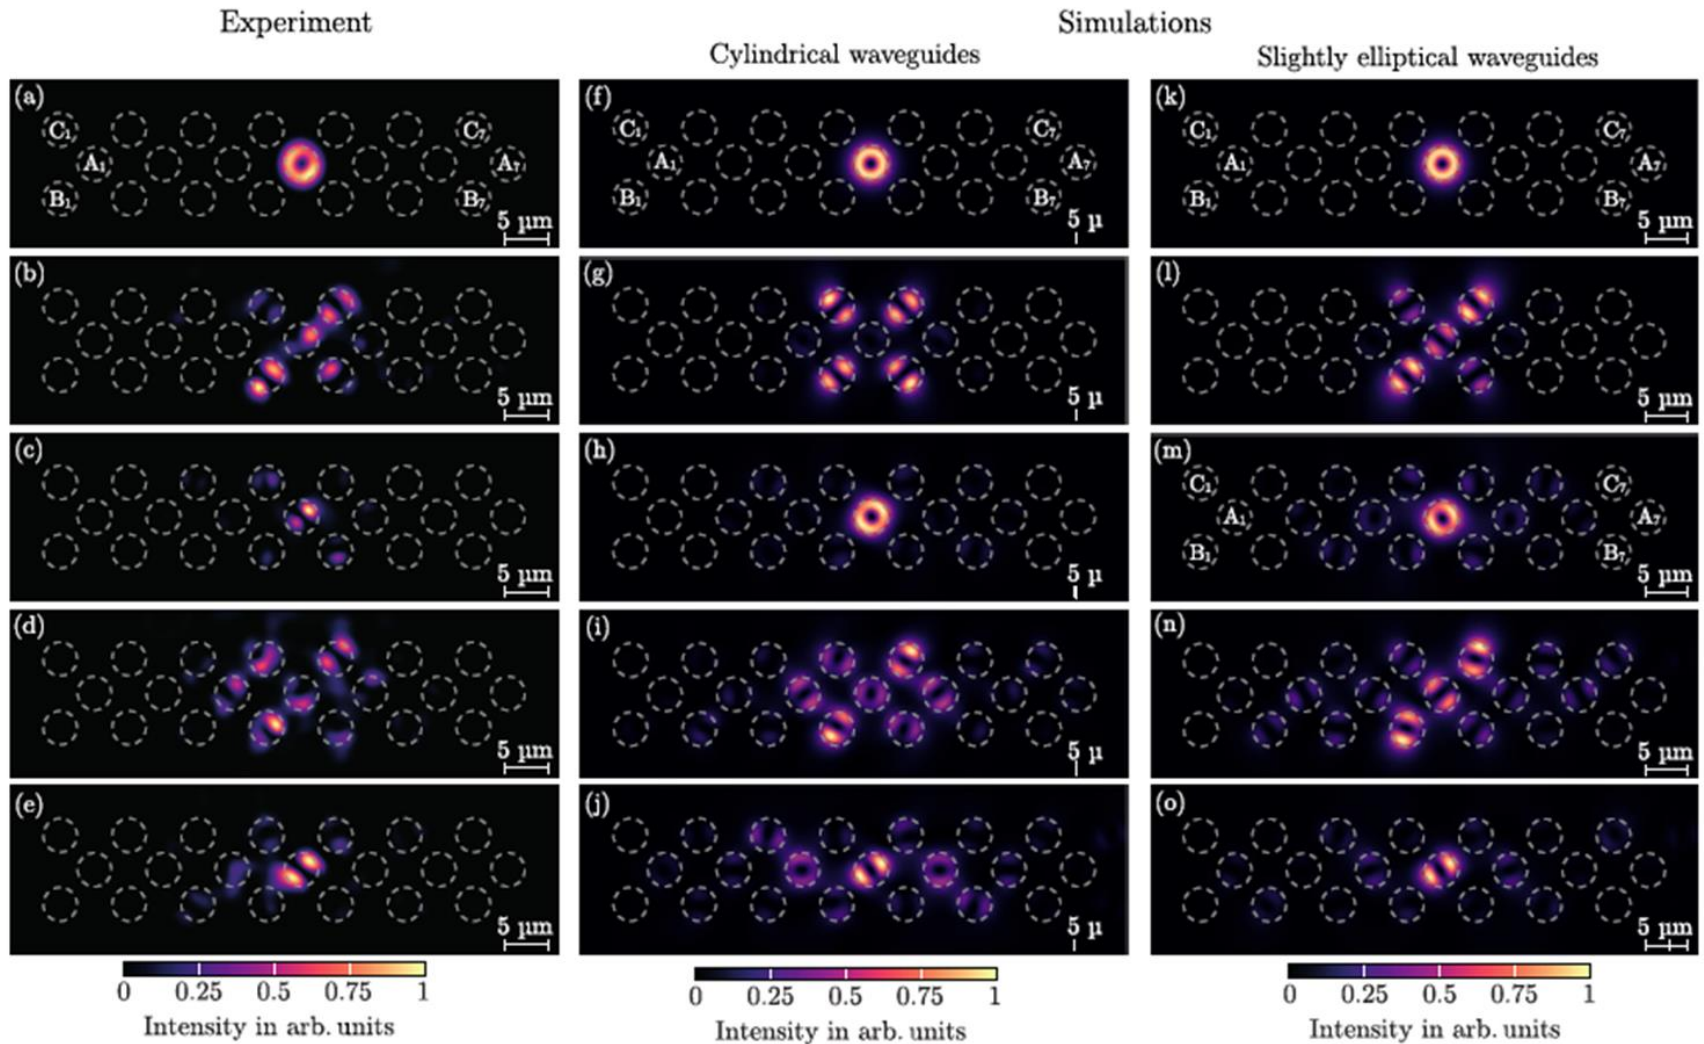 Experiment
Simulations
Cylindrical waveguides
Slightly elliptical waveguides
(a)
C₁
C₇
A₁
A₇
B₁
B₇
5 µm
(f)
C₁
C₇
A₁
A₇
B₁
B₇
5 µ
(k)
C₁
C₇
A₁
A₇
B₁
B₇
5 µm
(b)
5 µm
(g)
5 µ
(l)
5 µm
(c)
5 µm
(h)
5 µ
(m)
C₁
C₇
A₁
A₇
B₁
B₇
5 µm
(d)
5 µm
(i)
5 µ
(n)
5 µm
(e)
5 µm
(j)
5 µ
(o)
5 µm
0 0.25 0.5 0.75 1
Intensity in arb. units
0 0.25 0.5 0.75 1
Intensity in arb. units
0 0.25 0.5 0.75 1
Intensity in arb. units